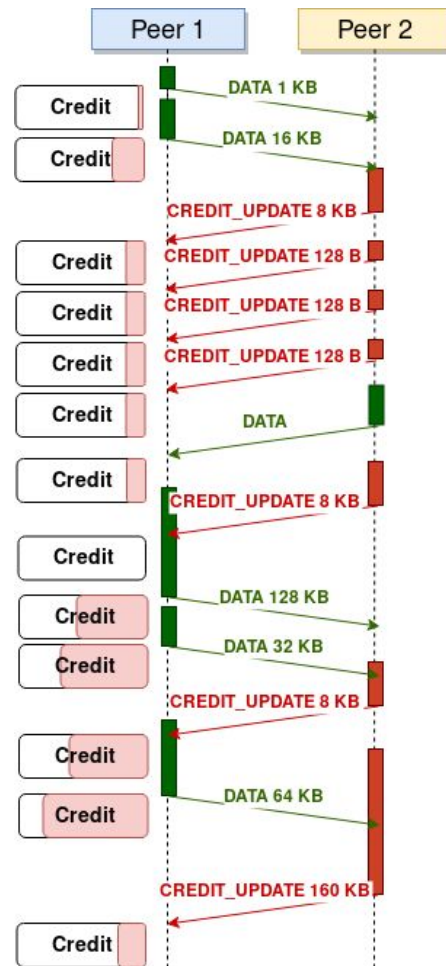 Peer 1
Peer 2
DATA 1 KB
Credit
DATA 16 KB
Credit
CREDIT_UPDATE 8 KB
Credit
CREDIT_UPDATE 128 B
Credit
CREDIT_UPDATE 128 B
Credit
CREDIT_UPDATE 128 B
Credit
DATA
Credit
CREDIT_UPDATE 8 KB
Credit
DATA 128 KB
Credit
DATA 32 KB
Credit
CREDIT_UPDATE 8 KB
Credit
DATA 64 KB
Credit
CREDIT_UPDATE 160 KB
Credit